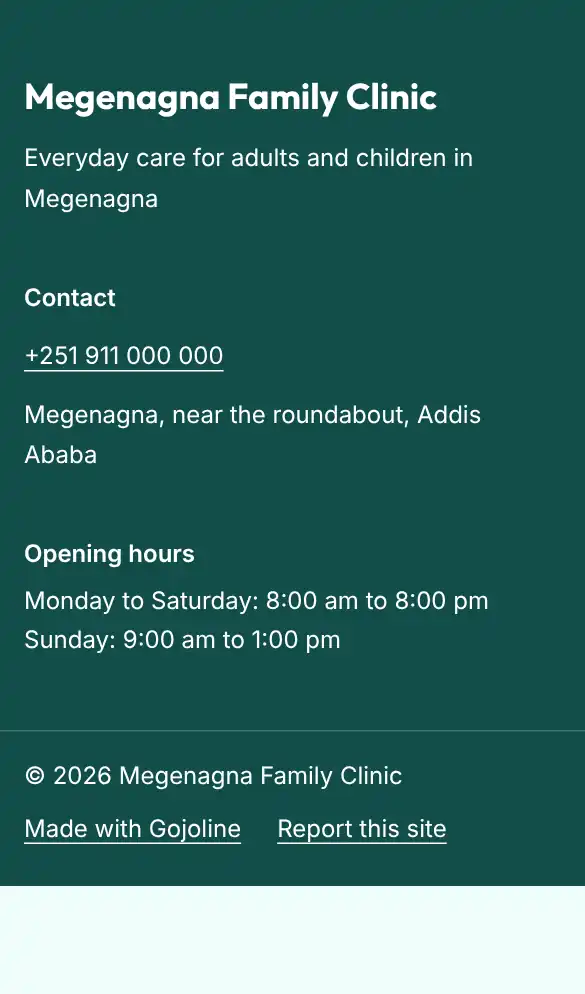 Megenagna Family Clinic
Everyday care for adults and children in
Megenagna
Contact
+251 911 000 000
Megenagna, near the roundabout, Addis
Ababa
Opening hours
Monday to Saturday: 8:00 am to 8:00 pm
Sunday: 9:00 am to 1:00 pm
© 2026 Megenagna Family Clinic
Made with Gojoline Report this site